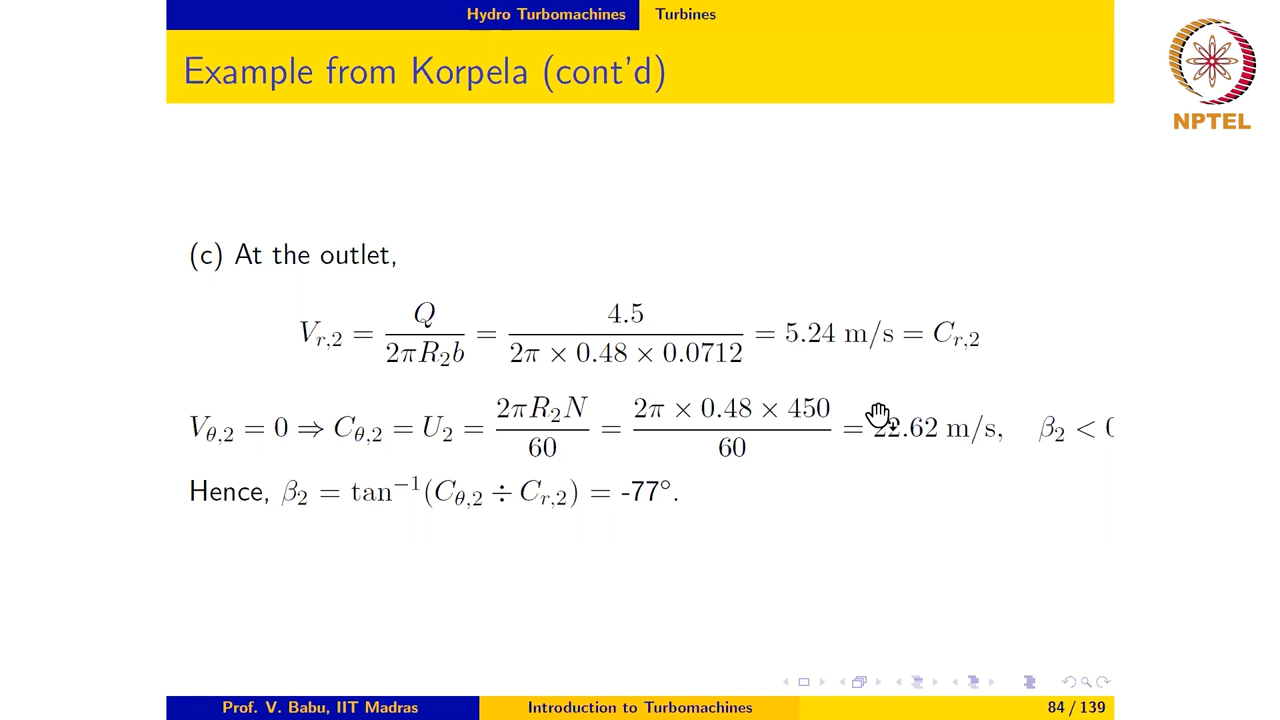 Hydro Turbomachines Turbines
Example from Korpela (cont'd)
NPTEL
(c) At the outlet,
V_{r,2} = Q / (2πR_2b) = 4.5 / (2π × 0.48 × 0.0712) = 5.24 m/s = C_{r,2}
V_{θ,2} = 0 ⇒ C_{θ,2} = U_2 = 2πR_2N / 60 = (2π × 0.48 × 450) / 60 = 22.62 m/s, β_2 < 0
Hence, β_2 = tan^{-1}(C_{θ,2} ÷ C_{r,2}) = -77°.
Prof. V. Babu, IIT Madras Introduction to Turbomachines 84 / 139